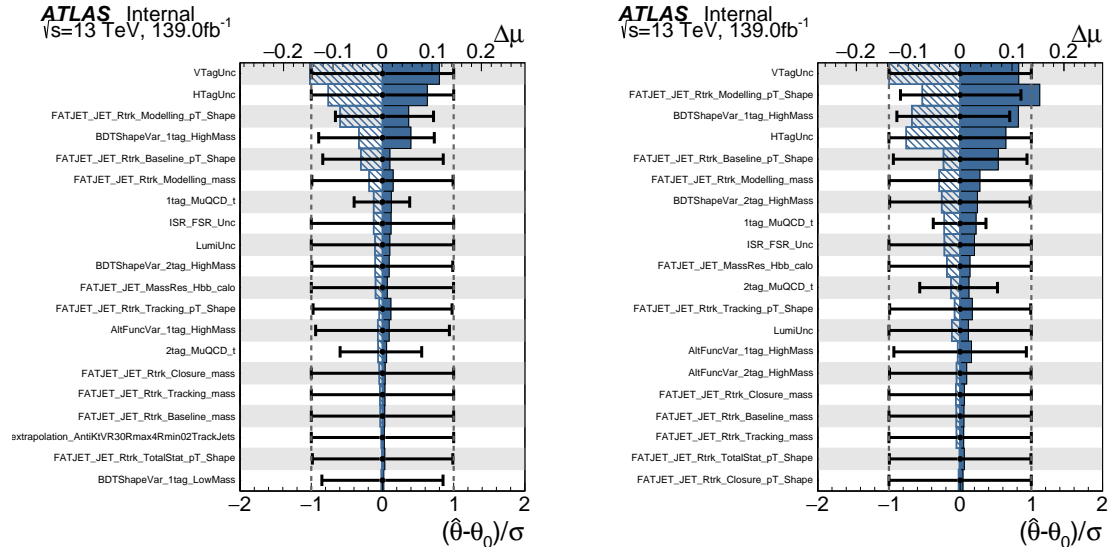 ATLAS Internal
√s=13 TeV, 139.0fb-1
Δμ
−0.2 −0.1 0 0.1 0.2
VTagUnc
HTagUnc
FATJET_JET_Rtrk_Modelling_pT_Shape
BDTShapeVar_1tag_HighMass
FATJET_JET_Rtrk_Baseline_pT_Shape
FATJET_JET_Rtrk_Modelling_mass
1tag_MuQCD_t
ISR_FSR_Unc
LumiUnc
BDTShapeVar_2tag_HighMass
FATJET_JET_MassRes_Hbb_calo
FATJET_JET_Rtrk_Tracking_pT_Shape
AltFuncVar_1tag_HighMass
2tag_MuQCD_t
FATJET_JET_Rtrk_Closure_mass
FATJET_JET_Rtrk_Tracking_mass
FATJET_JET_Rtrk_Baseline_mass
extrapolation_AntiKtVR30Rmax4Rmin02TrackJets
FATJET_JET_Rtrk_TotalStat_pT_Shape
BDTShapeVar_1tag_LowMass
−2 −1 0 1 2
(θ̂-θ0)/σ
ATLAS Internal
√s=13 TeV, 139.0fb-1
Δμ
−0.2 −0.1 0 0.1 0.2
VTagUnc
FATJET_JET_Rtrk_Modelling_pT_Shape
BDTShapeVar_1tag_HighMass
HTagUnc
FATJET_JET_Rtrk_Baseline_pT_Shape
FATJET_JET_Rtrk_Modelling_mass
BDTShapeVar_2tag_HighMass
1tag_MuQCD_t
ISR_FSR_Unc
FATJET_JET_MassRes_Hbb_calo
2tag_MuQCD_t
FATJET_JET_Rtrk_Tracking_pT_Shape
LumiUnc
AltFuncVar_1tag_HighMass
AltFuncVar_2tag_HighMass
FATJET_JET_Rtrk_Closure_mass
FATJET_JET_Rtrk_Baseline_mass
FATJET_JET_Rtrk_Tracking_mass
FATJET_JET_Rtrk_TotalStat_pT_Shape
FATJET_JET_Rtrk_Closure_pT_Shape
−2 −1 0 1 2
(θ̂-θ0)/σ